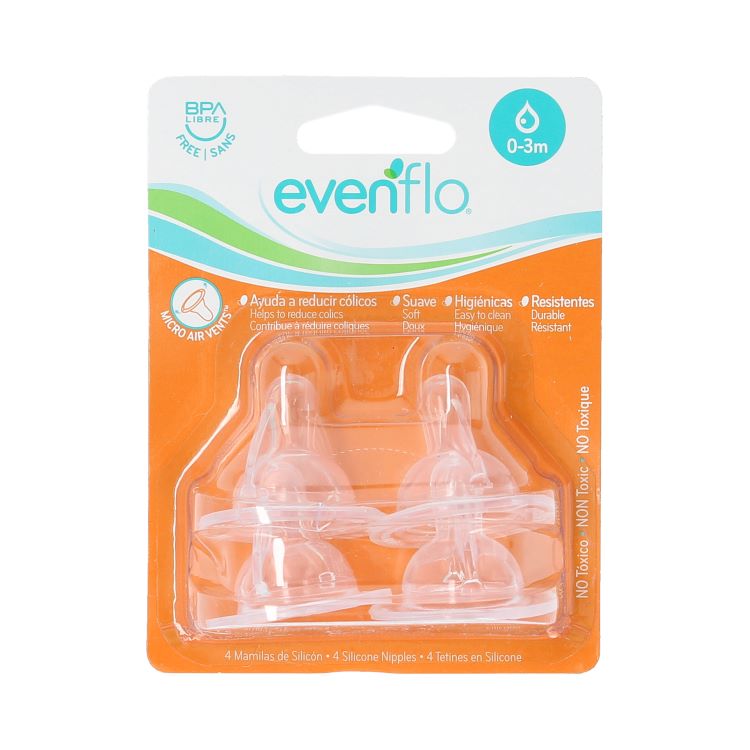 BPA
LIBRE
FREE | SANS
0-3m
evenflo®
MICRO AIR VENTS™
Ayuda a reducir cólicos
Helps to reduce colics
Contribue à réduire coliques
Suave
Soft
Doux
Higiénicas
Easy to clean
Hygiénique
Resistentes
Durable
Résistant
NO Tóxico • NON Toxic • NO Toxique
4 Mamilas de Silicón • 4 Silicone Nipples • 4 Tetines en Silicone